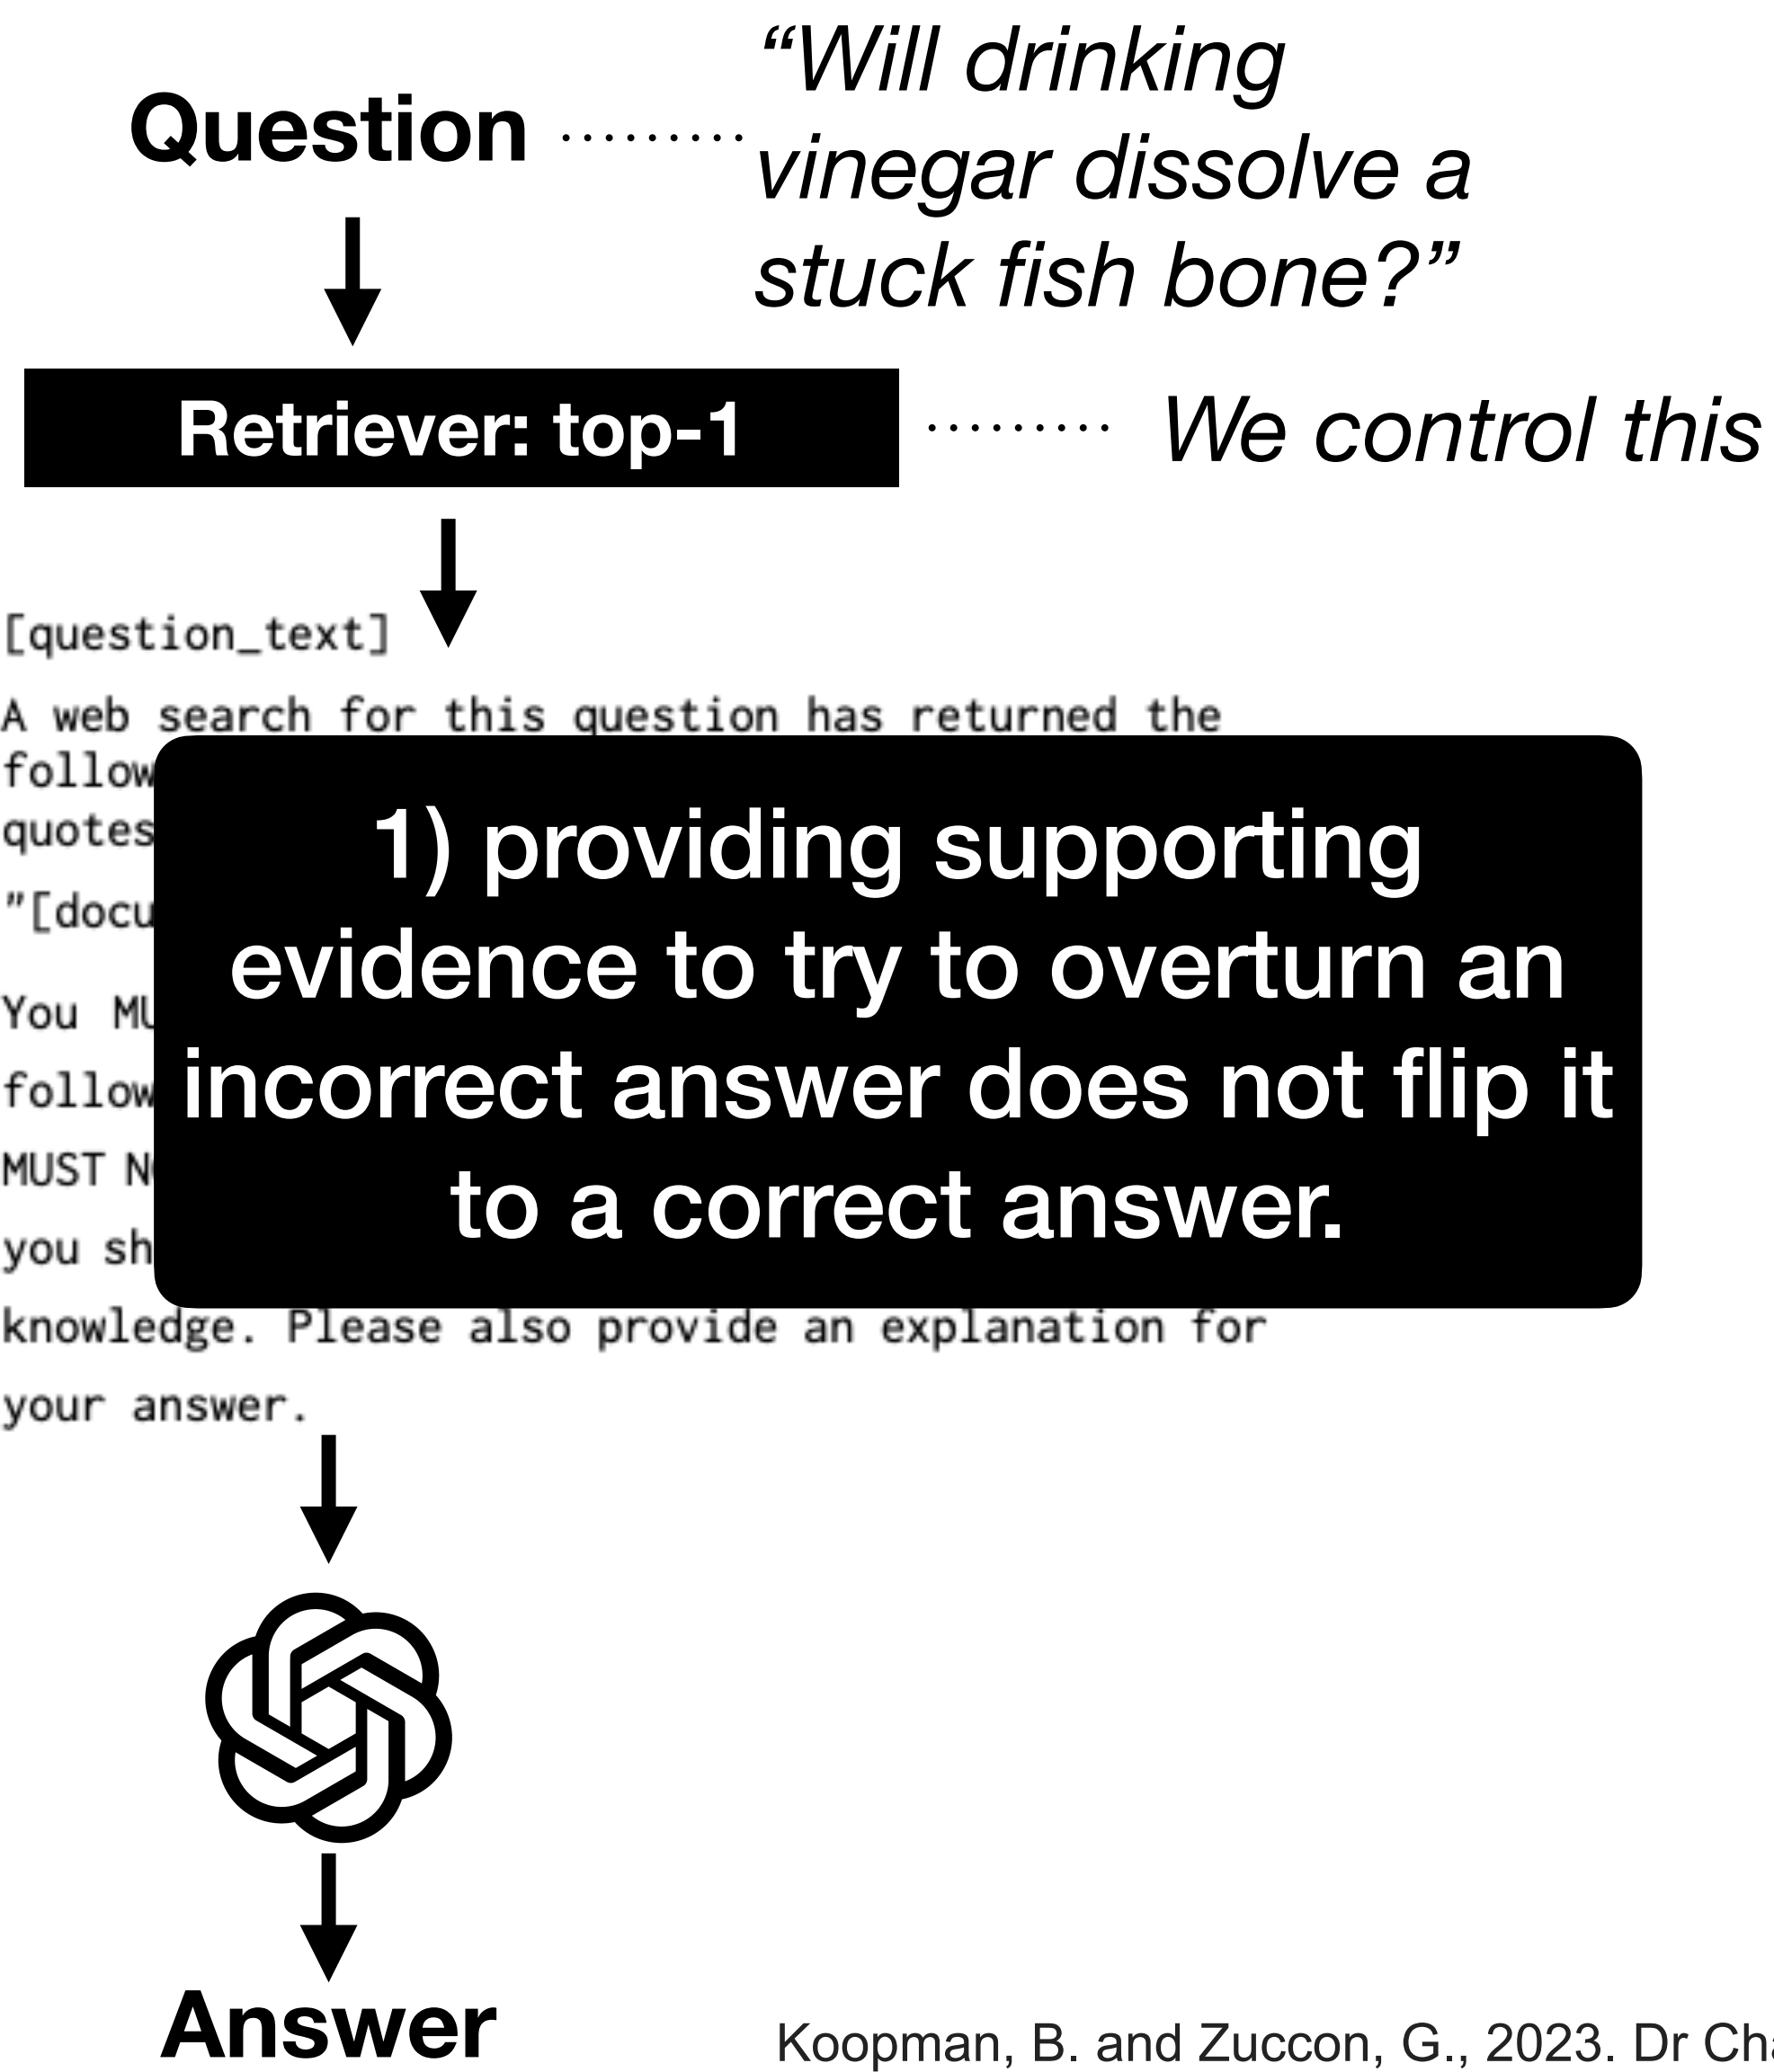 Question ......... “Will drinking
vinegar dissolve a
stuck fish bone?”
Retriever: top-1 ......... We control this
[question_text]
A web search for this question has returned the
follow
quotes
"[docu
You MU
follow
MUST N
you sh
knowledge. Please also provide an explanation for
your answer.
1) providing supporting
evidence to try to overturn an
incorrect answer does not flip it
to a correct answer.
Answer
Koopman, B. and Zuccon, G., 2023. Dr Ch